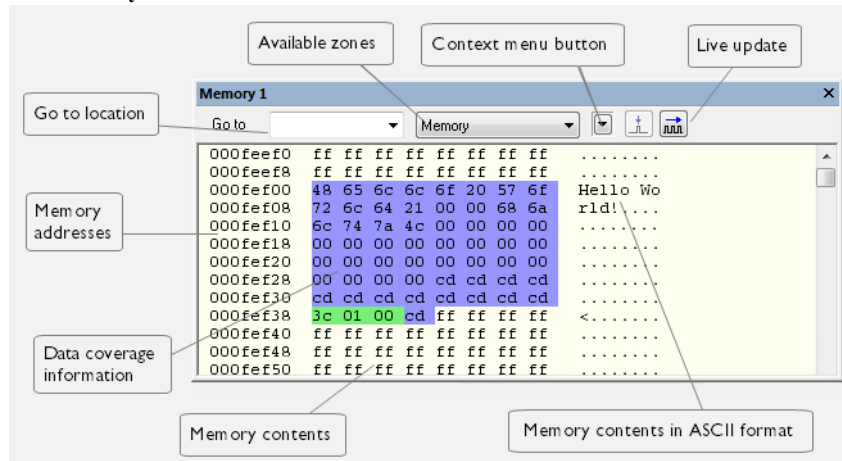 Available zones
Context menu button
Live update
Memory 1
Go to location
Go to
Memory
000feef0 ff ff ff ff ff ff ff ff ........
000feef8 ff ff ff ff ff ff ff ff ........
000fef00 48 65 6c 6c 6f 20 57 6f Hello Wo
000fef08 72 6c 64 21 00 00 68 6a rld!....
000fef10 6c 74 7a 4c 00 00 00 00 ........
000fef18 00 00 00 00 00 00 00 00 ........
000fef20 00 00 00 00 00 00 00 00 ........
000fef28 00 00 00 00 cd cd cd cd ........
000fef30 cd cd cd cd cd cd cd cd ........
000fef38 3c 01 00 cd ff ff ff ff <.......
000fef40 ff ff ff ff ff ff ff ff ........
000fef48 ff ff ff ff ff ff ff ff ........
000fef50 ff ff ff ff ff ff ff ff ........
Memory
addresses
Data coverage
information
Memory contents
Memory contents in ASCII format